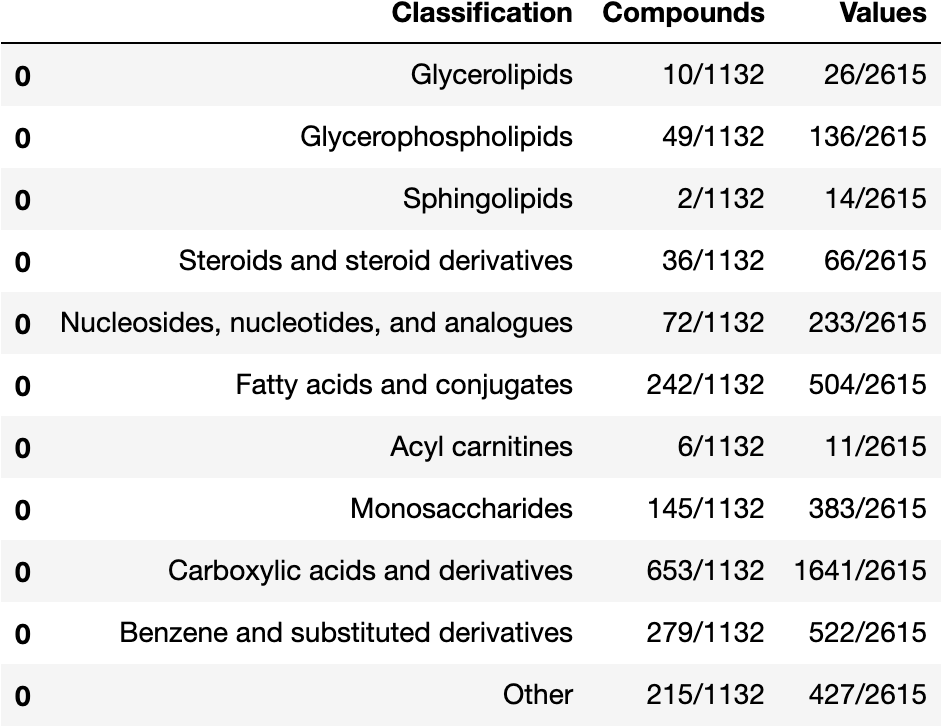 Classification Compounds Values
0 Glycerolipids 10/1132 26/2615
0 Glycerophospholipids 49/1132 136/2615
0 Sphingolipids 2/1132 14/2615
0 Steroids and steroid derivatives 36/1132 66/2615
0 Nucleosides, nucleotides, and analogues 72/1132 233/2615
0 Fatty acids and conjugates 242/1132 504/2615
0 Acyl carnitines 6/1132 11/2615
0 Monosaccharides 145/1132 383/2615
0 Carboxylic acids and derivatives 653/1132 1641/2615
0 Benzene and substituted derivatives 279/1132 522/2615
0 Other 215/1132 427/2615